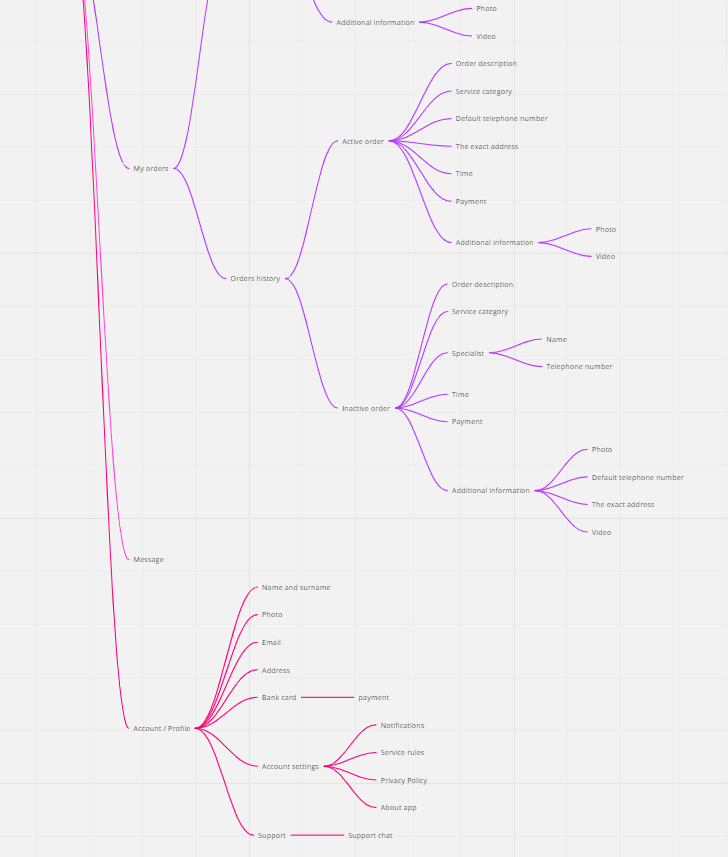 Photo
Additional information
Video
Order description
Service category
Default telephone number
Active order
The exact address
My orders
Time
Payment
Photo
Additional information
Video
Orders history
Order description
Service category
Name
Specialist
Telephone number
Time
Inactive order
Payment
Photo
Default telephone number
Additional information
The exact address
Video
Message
Name and surname
Photo
Email
Address
Bank card
payment
Account / Profile
Notifications
Service rules
Account settings
Privacy Policy
About app
Support
Support chat